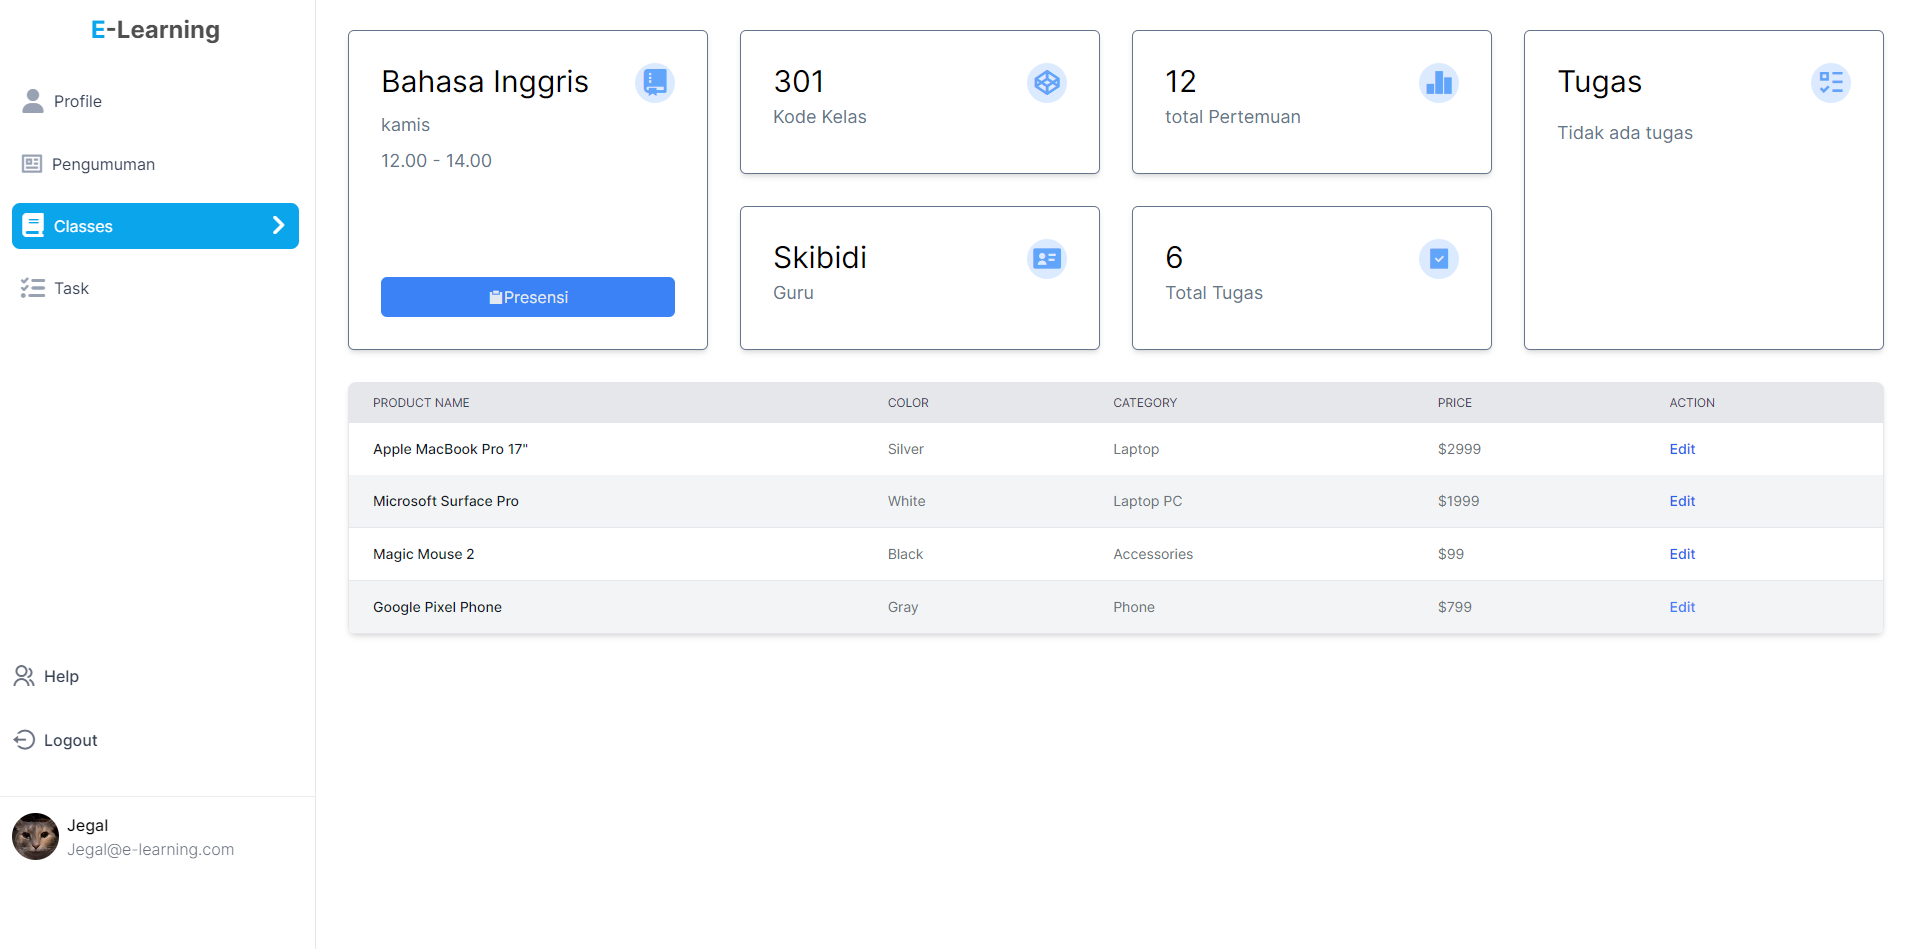 E-Learning
Profile
Pengumuman
Classes
Task
Help
Logout
Jegal
Jegal@e-learning.com
Bahasa Inggris
kamis
12.00 - 14.00
Presensi
301
Kode Kelas
12
total Pertemuan
Tugas
Tidak ada tugas
Skibidi
Guru
6
Total Tugas
PRODUCT NAME COLOR CATEGORY PRICE ACTION
Apple MacBook Pro 17" Silver Laptop $2999 Edit
Microsoft Surface Pro White Laptop PC $1999 Edit
Magic Mouse 2 Black Accessories $99 Edit
Google Pixel Phone Gray Phone $799 Edit